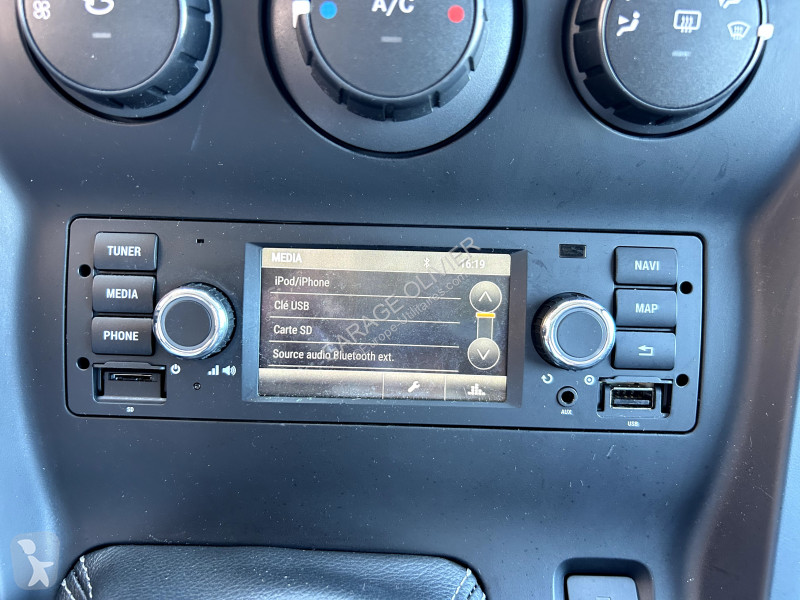 A/C
TUNER
MEDIA
PHONE
SD
MEDIA 16:19
iPod/iPhone
Clé USB
Carte SD
Source audio Bluetooth ext.
NAVI
MAP
AUX
USB
GARAGE OLIVIER